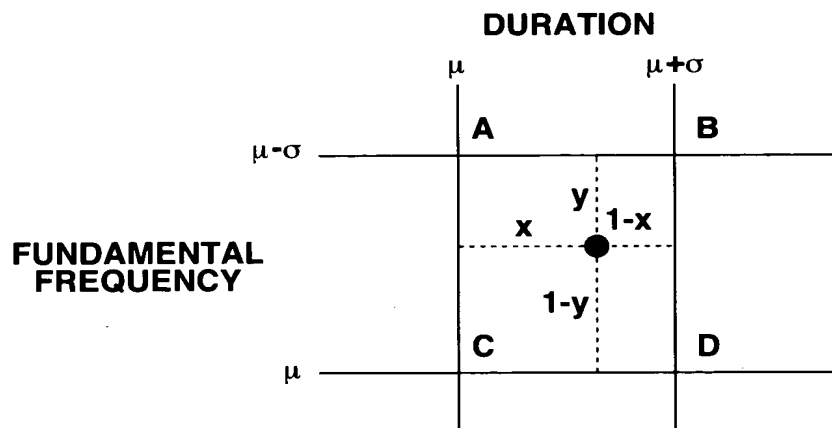 DURATION
μ
μ+σ
A
B
μ-σ
y
1-x
x
FUNDAMENTAL
FREQUENCY
1-y
C
D
μ